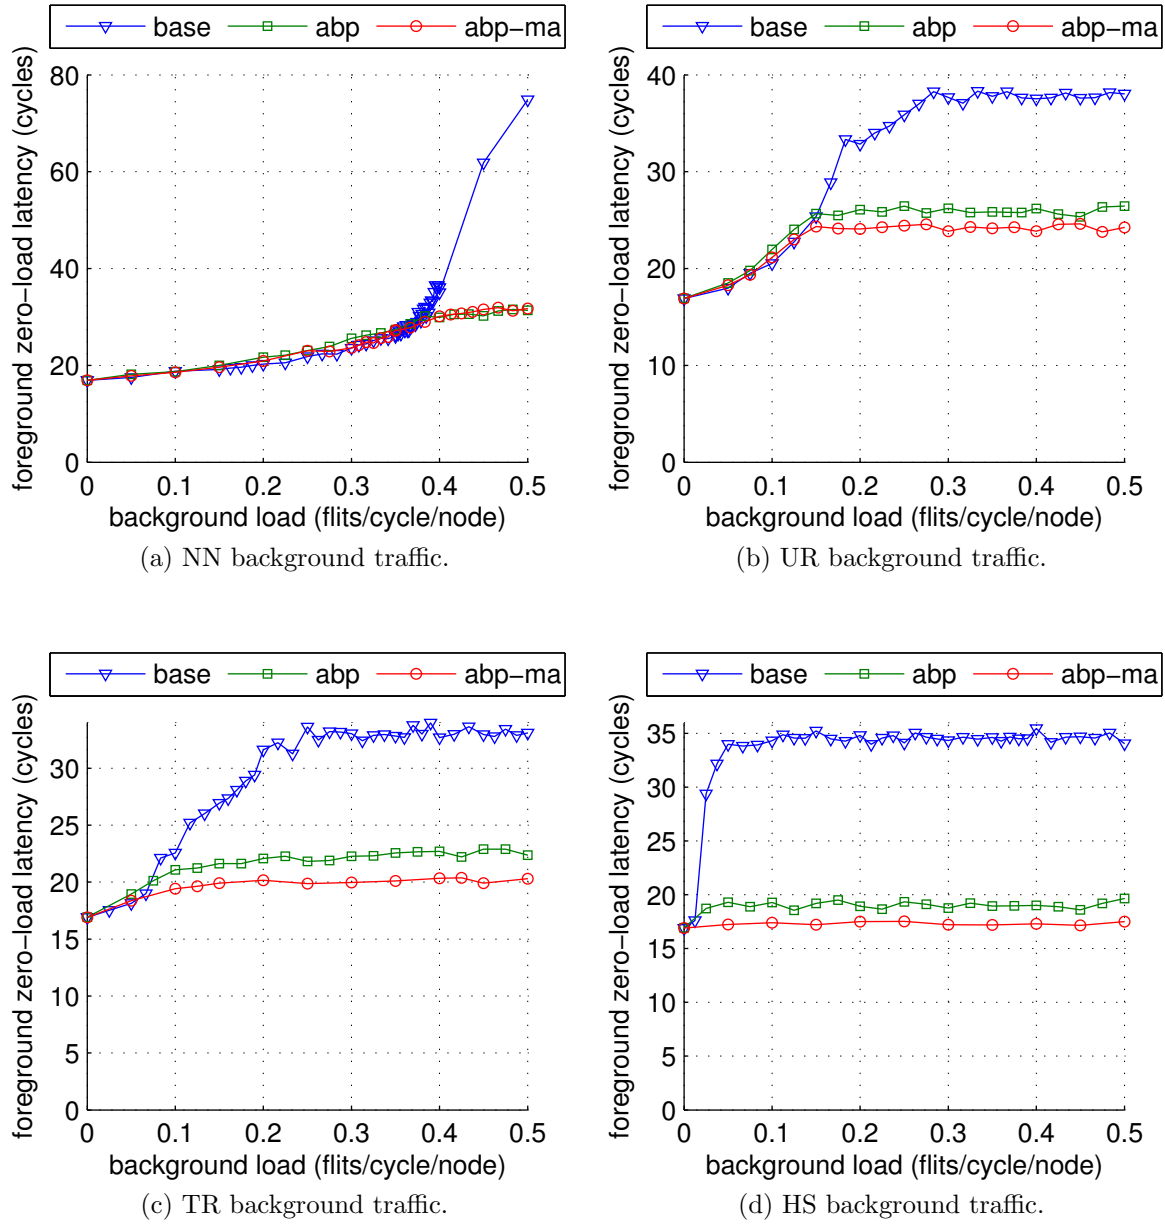 base abp abp−ma
foreground zero−load latency (cycles)
80
60
40
20
0
0 0.1 0.2 0.3 0.4 0.5
background load (flits/cycle/node)
(a) NN background traffic.
base abp abp−ma
foreground zero−load latency (cycles)
40
30
20
10
0
0 0.1 0.2 0.3 0.4 0.5
background load (flits/cycle/node)
(b) UR background traffic.
base abp abp−ma
foreground zero−load latency (cycles)
30
25
20
15
10
5
0
0 0.1 0.2 0.3 0.4 0.5
background load (flits/cycle/node)
(c) TR background traffic.
base abp abp−ma
foreground zero−load latency (cycles)
35
30
25
20
15
10
5
0
0 0.1 0.2 0.3 0.4 0.5
background load (flits/cycle/node)
(d) HS background traffic.